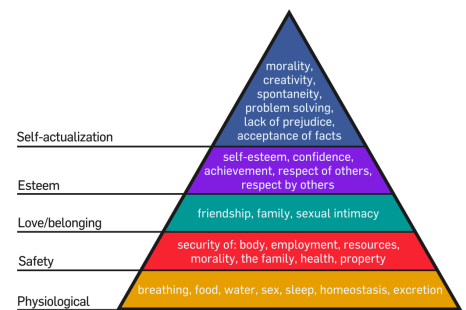 morality,
creativity,
spontaneity,
problem solving,
lack of prejudice,
acceptance of facts
Self-actualization
self-esteem, confidence,
achievement, respect of others,
respect by others
Esteem
friendship, family, sexual intimacy
Love/belonging
security of: body, employment, resources,
morality, the family, health, property
Safety
breathing, food, water, sex, sleep, homeostasis, excretion
Physiological